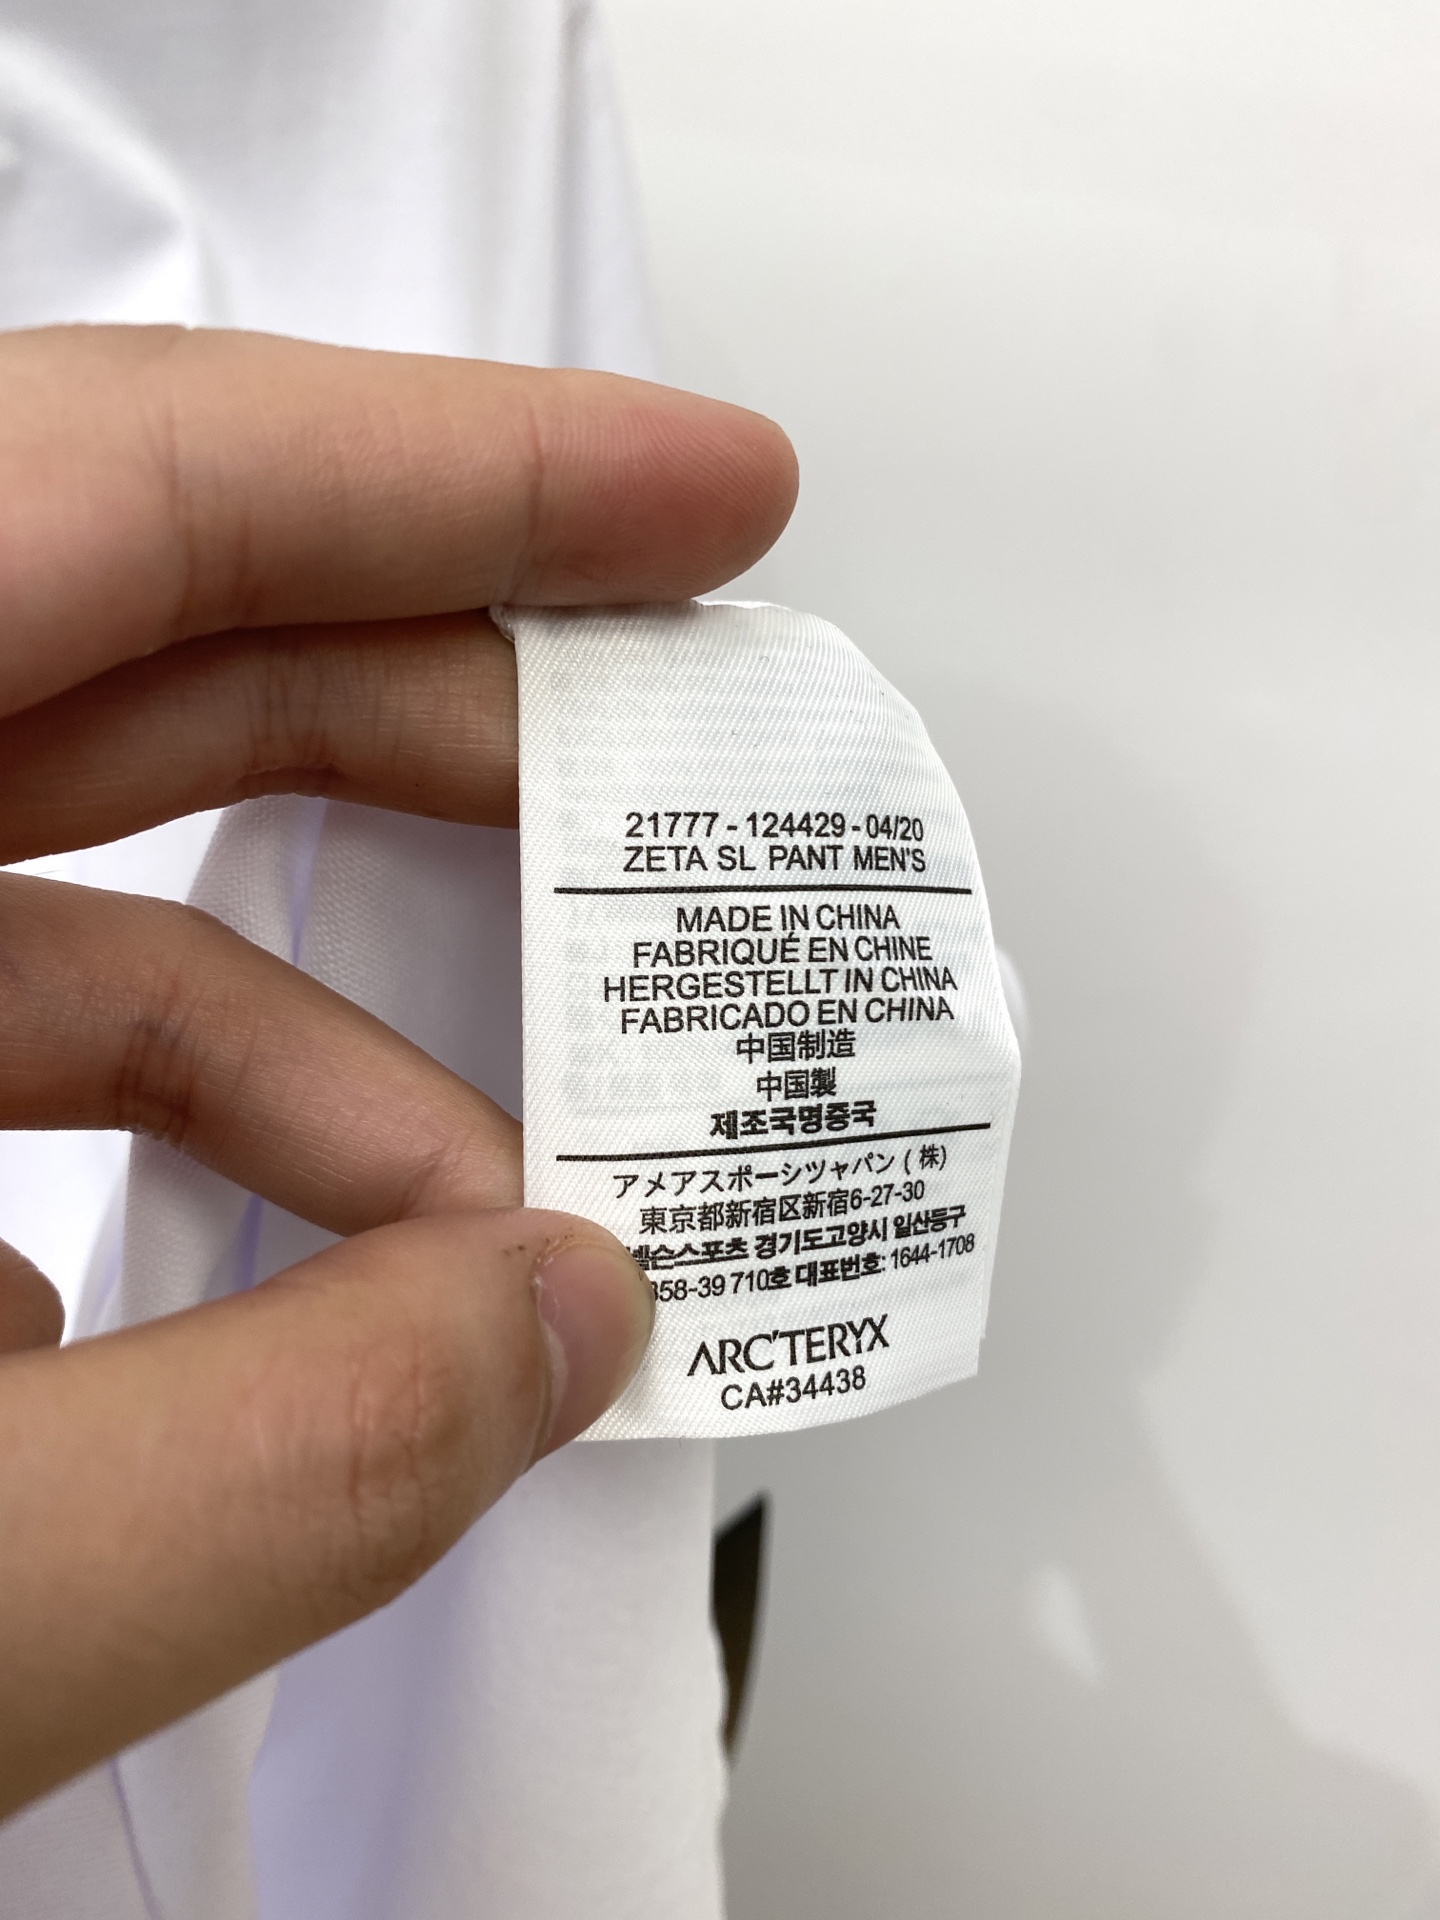 21777 - 124429 - 04/20
ZETA SL PANT MEN'S
MADE IN CHINA
FABRIQUÉ EN CHINE
HERGESTELLT IN CHINA
FABRICADO EN CHINA
中国制造
中国製
제조국명중국
アメアスポーシツャパン ( 株)
東京都新宿区新宿6-27-30
넥슨스포츠 경기도고양시 일산등구
358-39 710호 대표번호: 1644-1708
ARC'TERYX
CA#34438